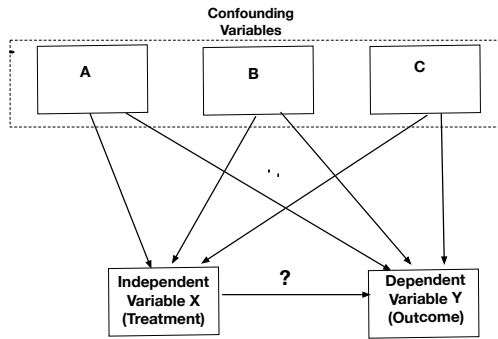 Confounding
Variables
A
B
C
?
Independent
Variable X
(Treatment)
Dependent
Variable Y
(Outcome)